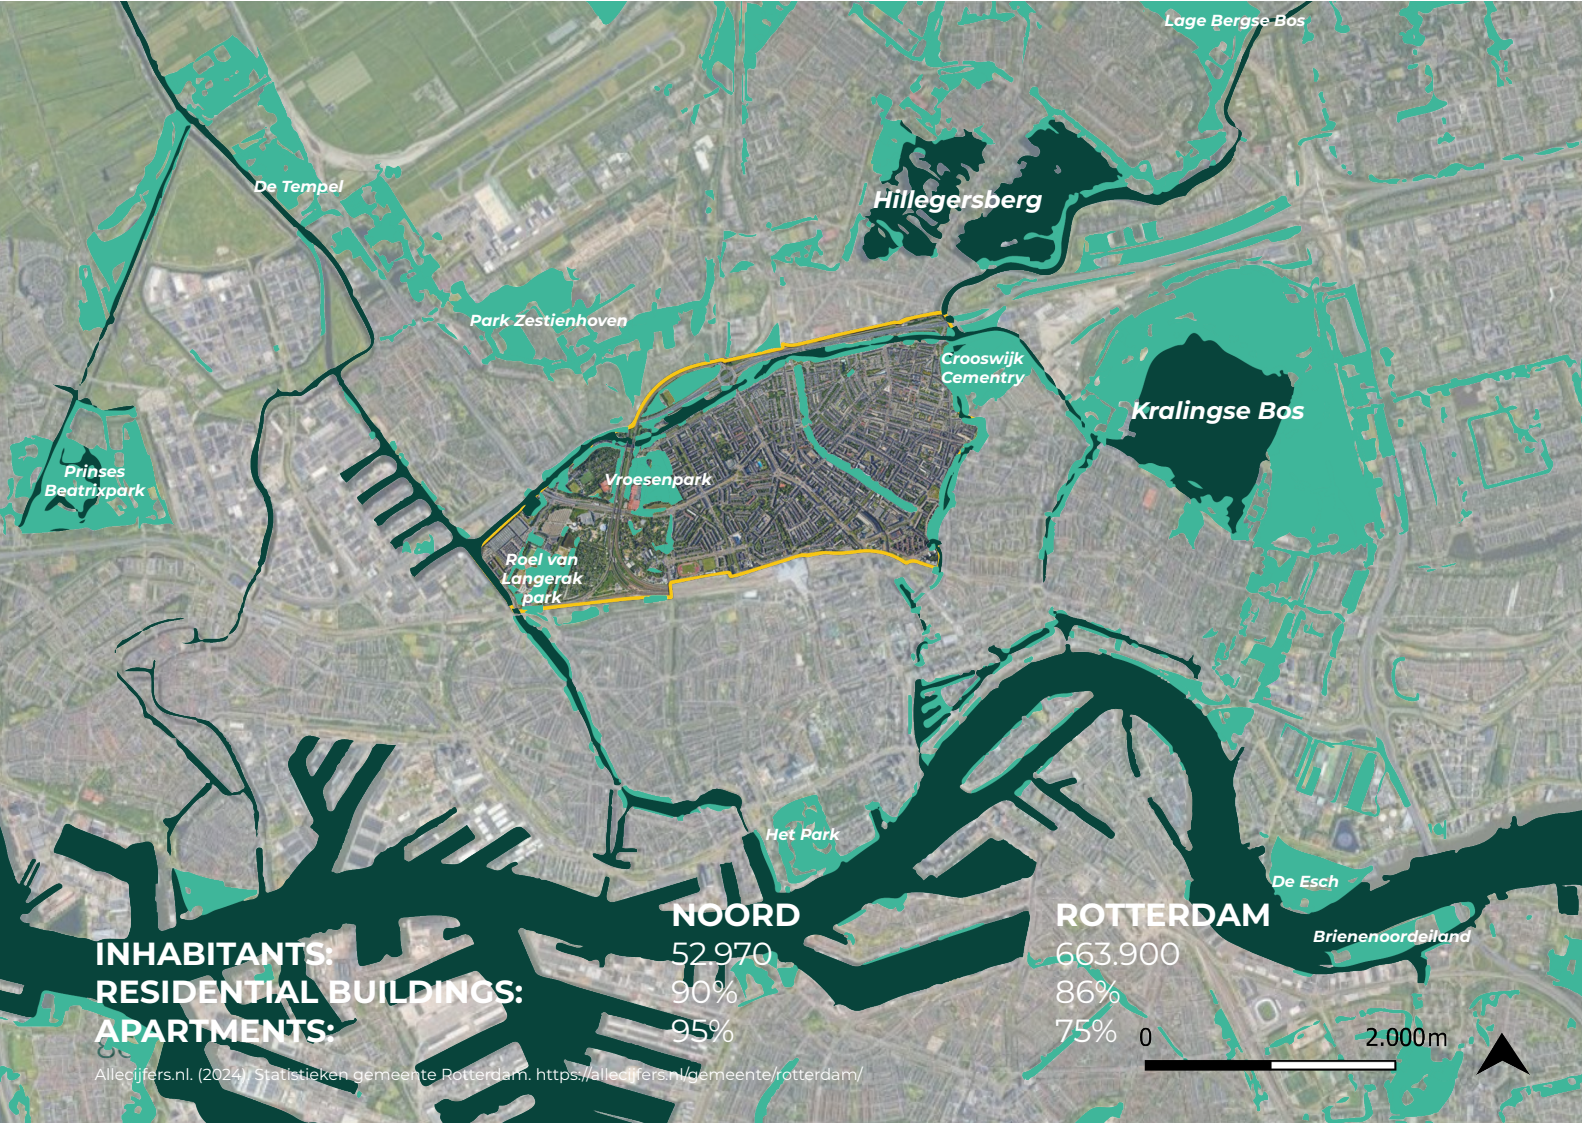 Lage Bergse Bos
De Tempel
Hillegersberg
Park Zestienhoven
Crooswijk
Cementry
Kralingse Bos
Prinses
Beatrixpark
Vroesenpark
Roel van
Langerak
park
Het Park
De Esch
Brienenoordeiland
NOORD
ROTTERDAM
INHABITANTS:
52.970
663.900
RESIDENTIAL BUILDINGS:
90%
86%
APARTMENTS:
95%
75%
0
2.000m
Allecijfers.nl. (2024). Statistieken gemeente Rotterdam. https://allecijfers.nl/gemeente/rotterdam/